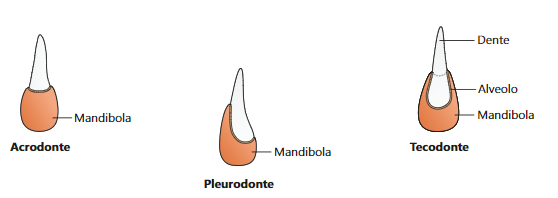 Mandibola
Acrodonte
Mandibola
Pleurodonte
Dente
Alveolo
Mandibola
Tecodonte